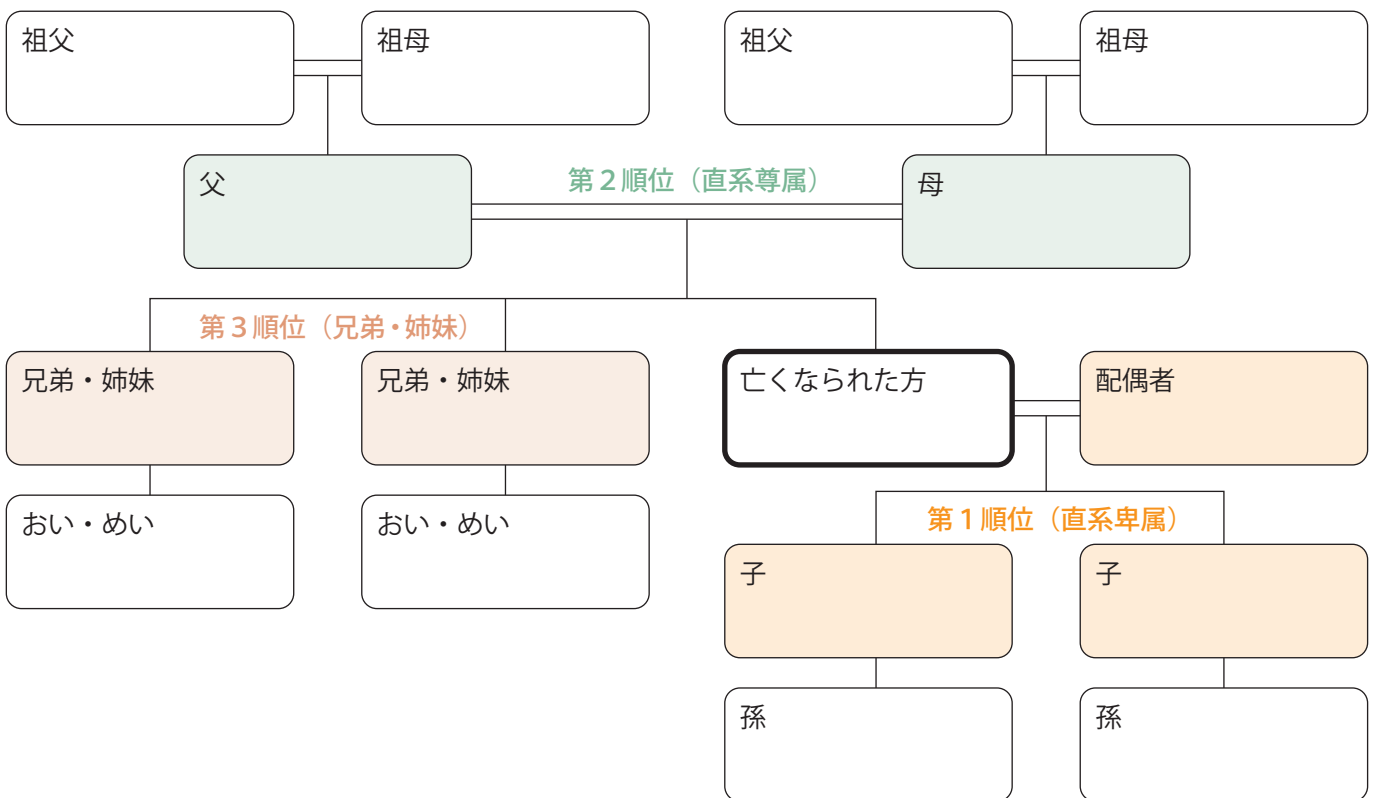 祖父
祖母
祖父
祖母
父
第２順位（直系尊属）
母
第３順位（兄弟・姉妹）
兄弟・姉妹
兄弟・姉妹
亡くなられた方
配偶者
おい・めい
おい・めい
第１順位（直系卑属）
子
子
孫
孫